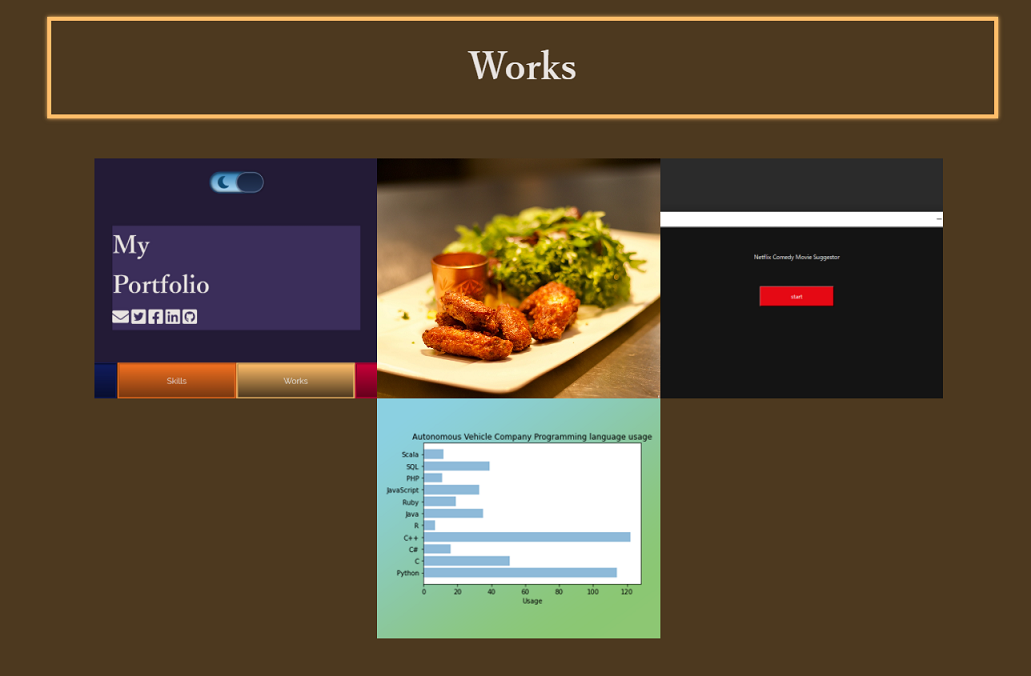 Works
My
Portfolio
Skills
Works
Netflix Comedy Movie Suggestor
start
Autonomous Vehicle Company Programming language usage
Scala
SQL
PHP
JavaScript
Ruby
Java
R
C++
C#
C
Python
0 20 40 60 80 100 120
Usage